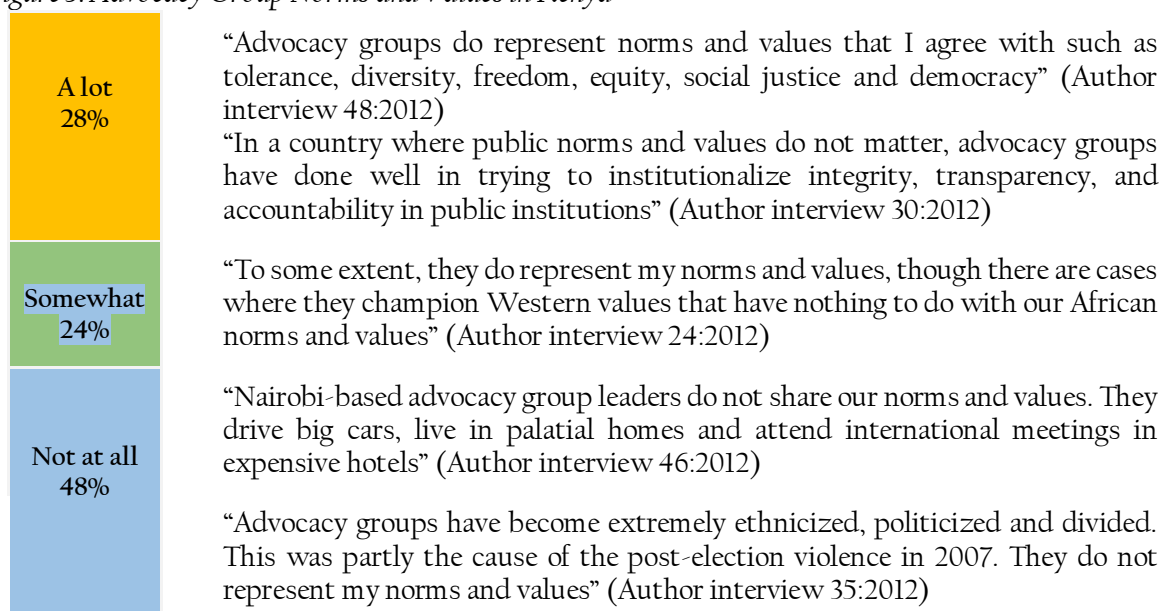 Advocacy Group Norms and Values in Kenya
A lot
28%
“Advocacy groups do represent norms and values that I agree with such as
tolerance, diversity, freedom, equity, social justice and democracy” (Author
interview 48:2012)
“In a country where public norms and values do not matter, advocacy groups
have done well in trying to institutionalize integrity, transparency, and
accountability in public institutions” (Author interview 30:2012)
Somewhat
24%
“To some extent, they do represent my norms and values, though there are cases
where they champion Western values that have nothing to do with our African
norms and values” (Author interview 24:2012)
Not at all
48%
“Nairobi-based advocacy group leaders do not share our norms and values. They
drive big cars, live in palatial homes and attend international meetings in
expensive hotels” (Author interview 46:2012)
“Advocacy groups have become extremely ethnicized, politicized and divided.
This was partly the cause of the post-election violence in 2007. They do not
represent my norms and values” (Author interview 35:2012)